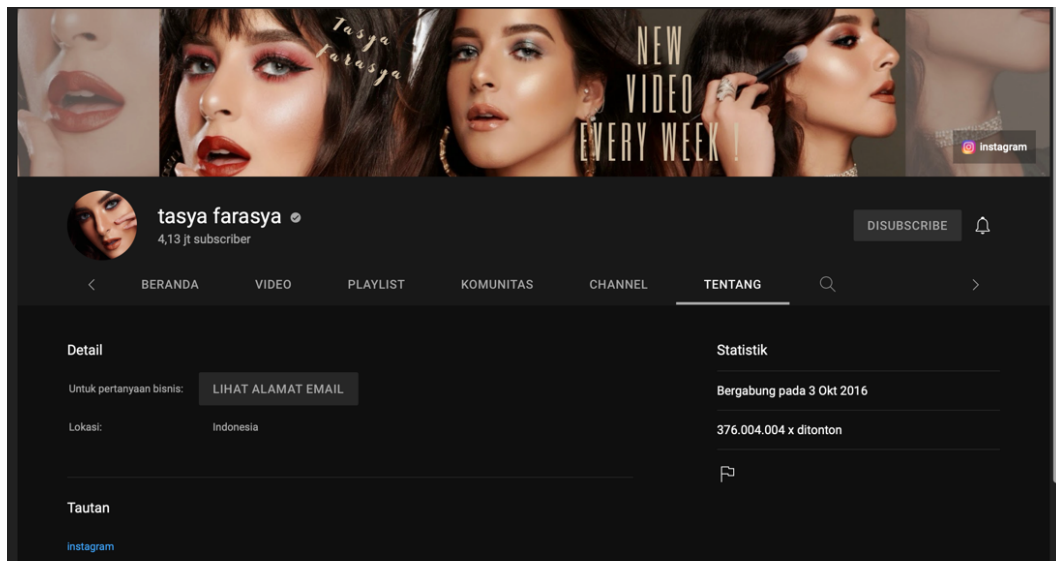 Tasya
Farasya
NEW
VIDEO
EVERY WEEK !
instagram
tasya farasya
4,13 jt subscriber
DISUBSCRIBE
BERANDA VIDEO PLAYLIST KOMUNITAS CHANNEL TENTANG
Detail
Untuk pertanyaan bisnis: LIHAT ALAMAT EMAIL
Lokasi: Indonesia
Statistik
Bergabung pada 3 Okt 2016
376.004.004 x ditonton
Tautan
instagram